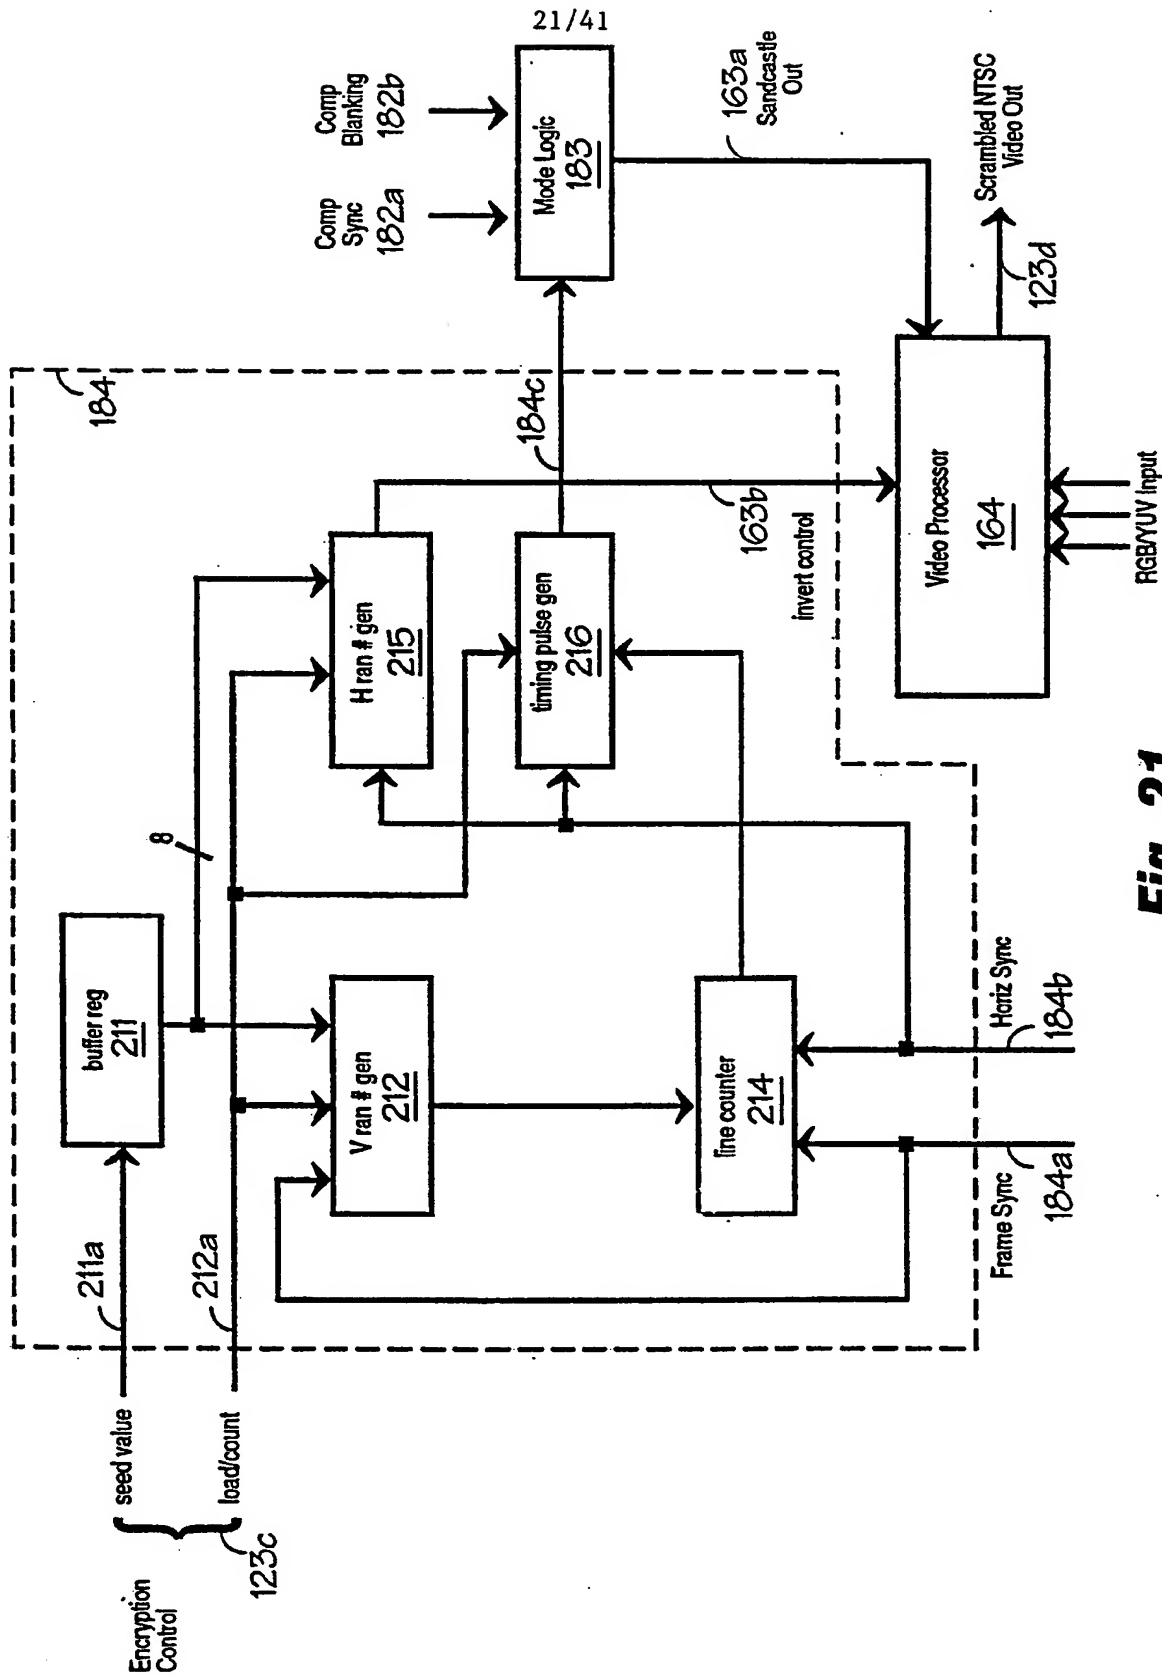 21/41
Encryption
Control
123c
seed value
load/count
211a
212a
buffer reg
211
8
184
V ran # gen
212
H ran # gen
215
timing pulse gen
216
line counter
214
Frame Sync
184a
Horiz Sync
184b
184c
163b
invert control
Comp
Sync
182a
Comp
Blanking
182b
Mode Logic
183
163a
Sandcastle
Out
Video Processor
164
RGB/YUV Input
Scrambled NTSC
Video Out
123d
Fig. 21